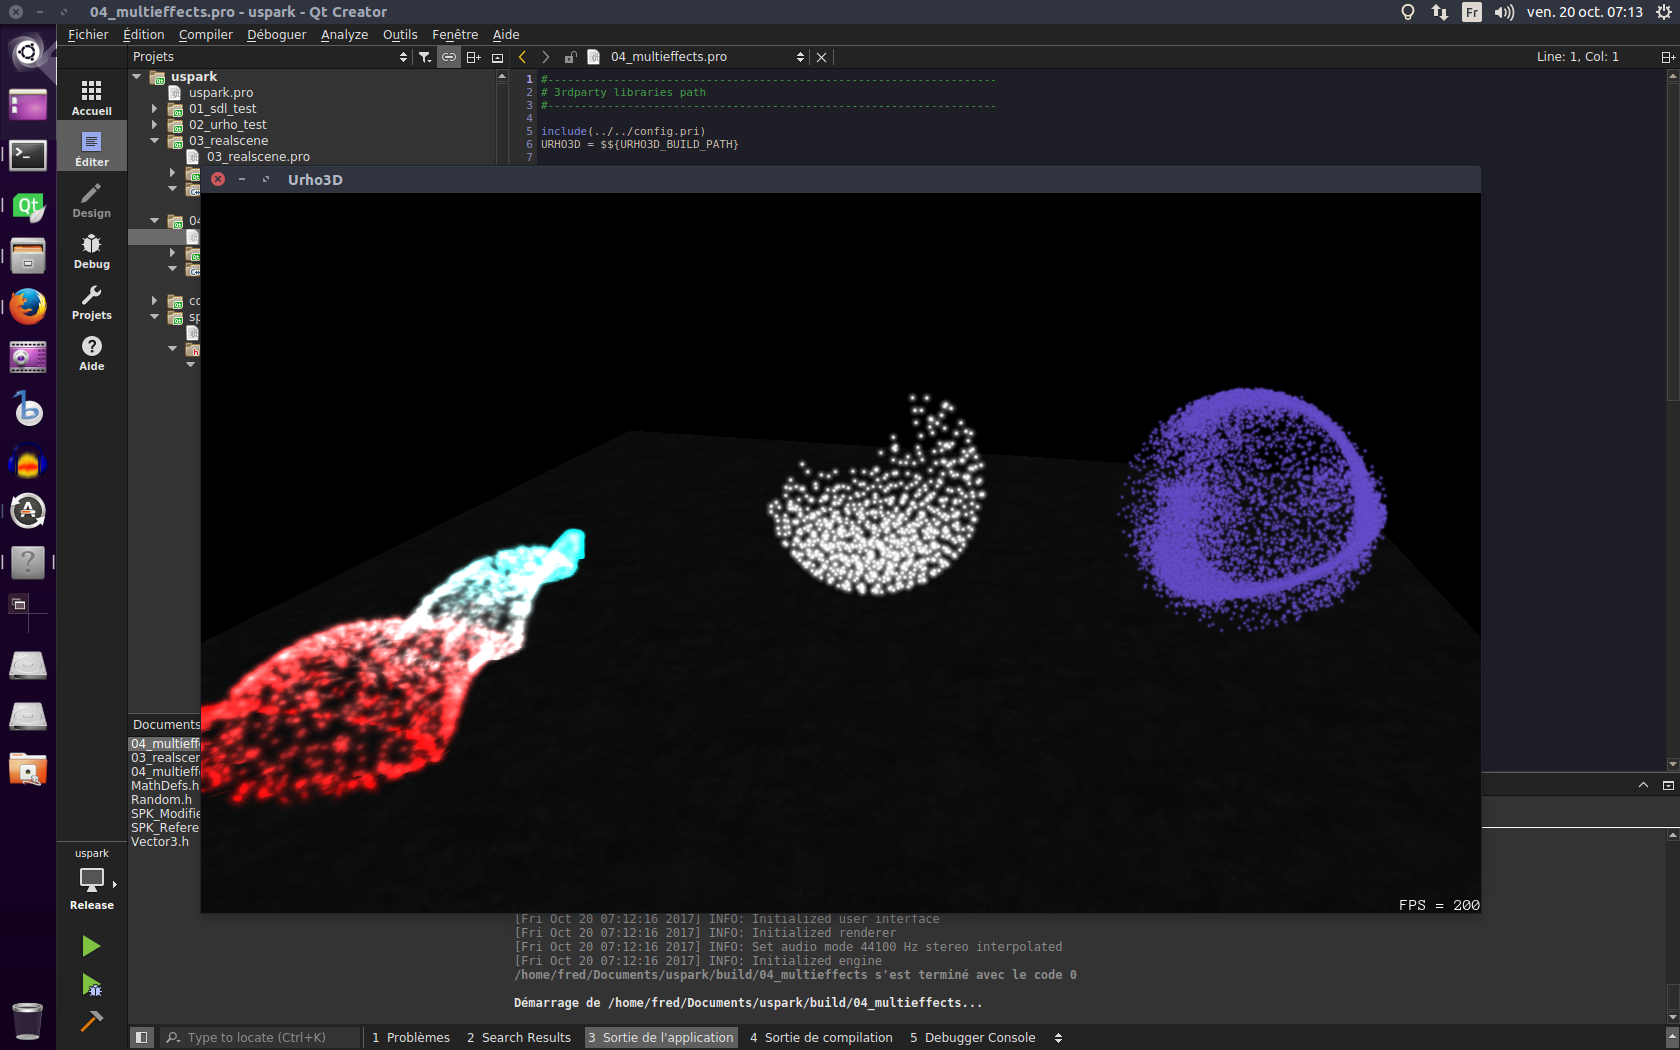 04_multieffects.pro - uspark - Qt Creator
Fr
ven. 20 oct. 07:13
Fichier Édition Compiler Déboguer Analyze Outils Fenêtre Aide
Projets
04_multieffects.pro
Line: 1, Col: 1
Accueil
Éditer
Design
Debug
Projets
Aide
uspark
uspark.pro
01_sdl_test
02_urho_test
03_realscene
03_realscene.pro
04
co
sp
1 #--------------------------------------------------------------------
2 # 3rdparty libraries path
3 #--------------------------------------------------------------------
4
5 include(../../config.pri)
6 URHO3D = $${URHO3D_BUILD_PATH}
7
Urho3D
FPS = 200
Documents
04_multieff
03_realscer
04_multieff
MathDefs.h
Random.h
SPK_Modifie
SPK_Refere
Vector3.h
uspark
Release
[Fri Oct 20 07:12:16 2017] INFO: Initialized user interface
[Fri Oct 20 07:12:16 2017] INFO: Initialized renderer
[Fri Oct 20 07:12:16 2017] INFO: Set audio mode 44100 Hz stereo interpolated
[Fri Oct 20 07:12:16 2017] INFO: Initialized engine
/home/fred/Documents/uspark/build/04_multieffects s'est terminé avec le code 0
Démarrage de /home/fred/Documents/uspark/build/04_multieffects...
Type to locate (Ctrl+K)
1 Problèmes
2 Search Results
3 Sortie de l'application
4 Sortie de compilation
5 Debugger Console